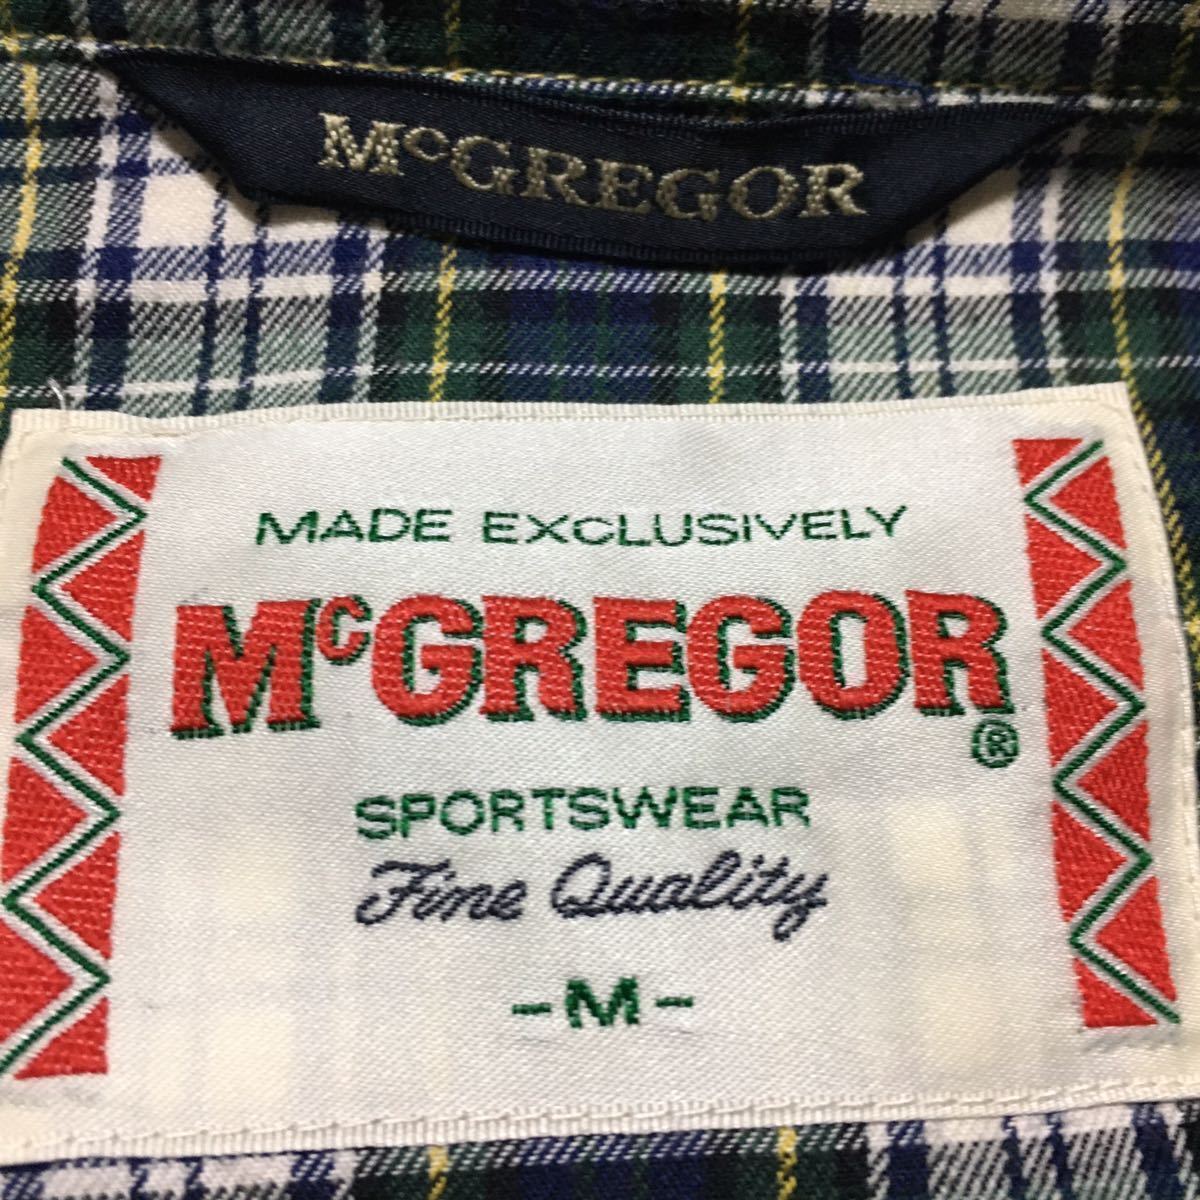 McGREGOR
MADE EXCLUSIVELY
McGREGOR®
SPORTSWEAR
Fine Quality
-M-